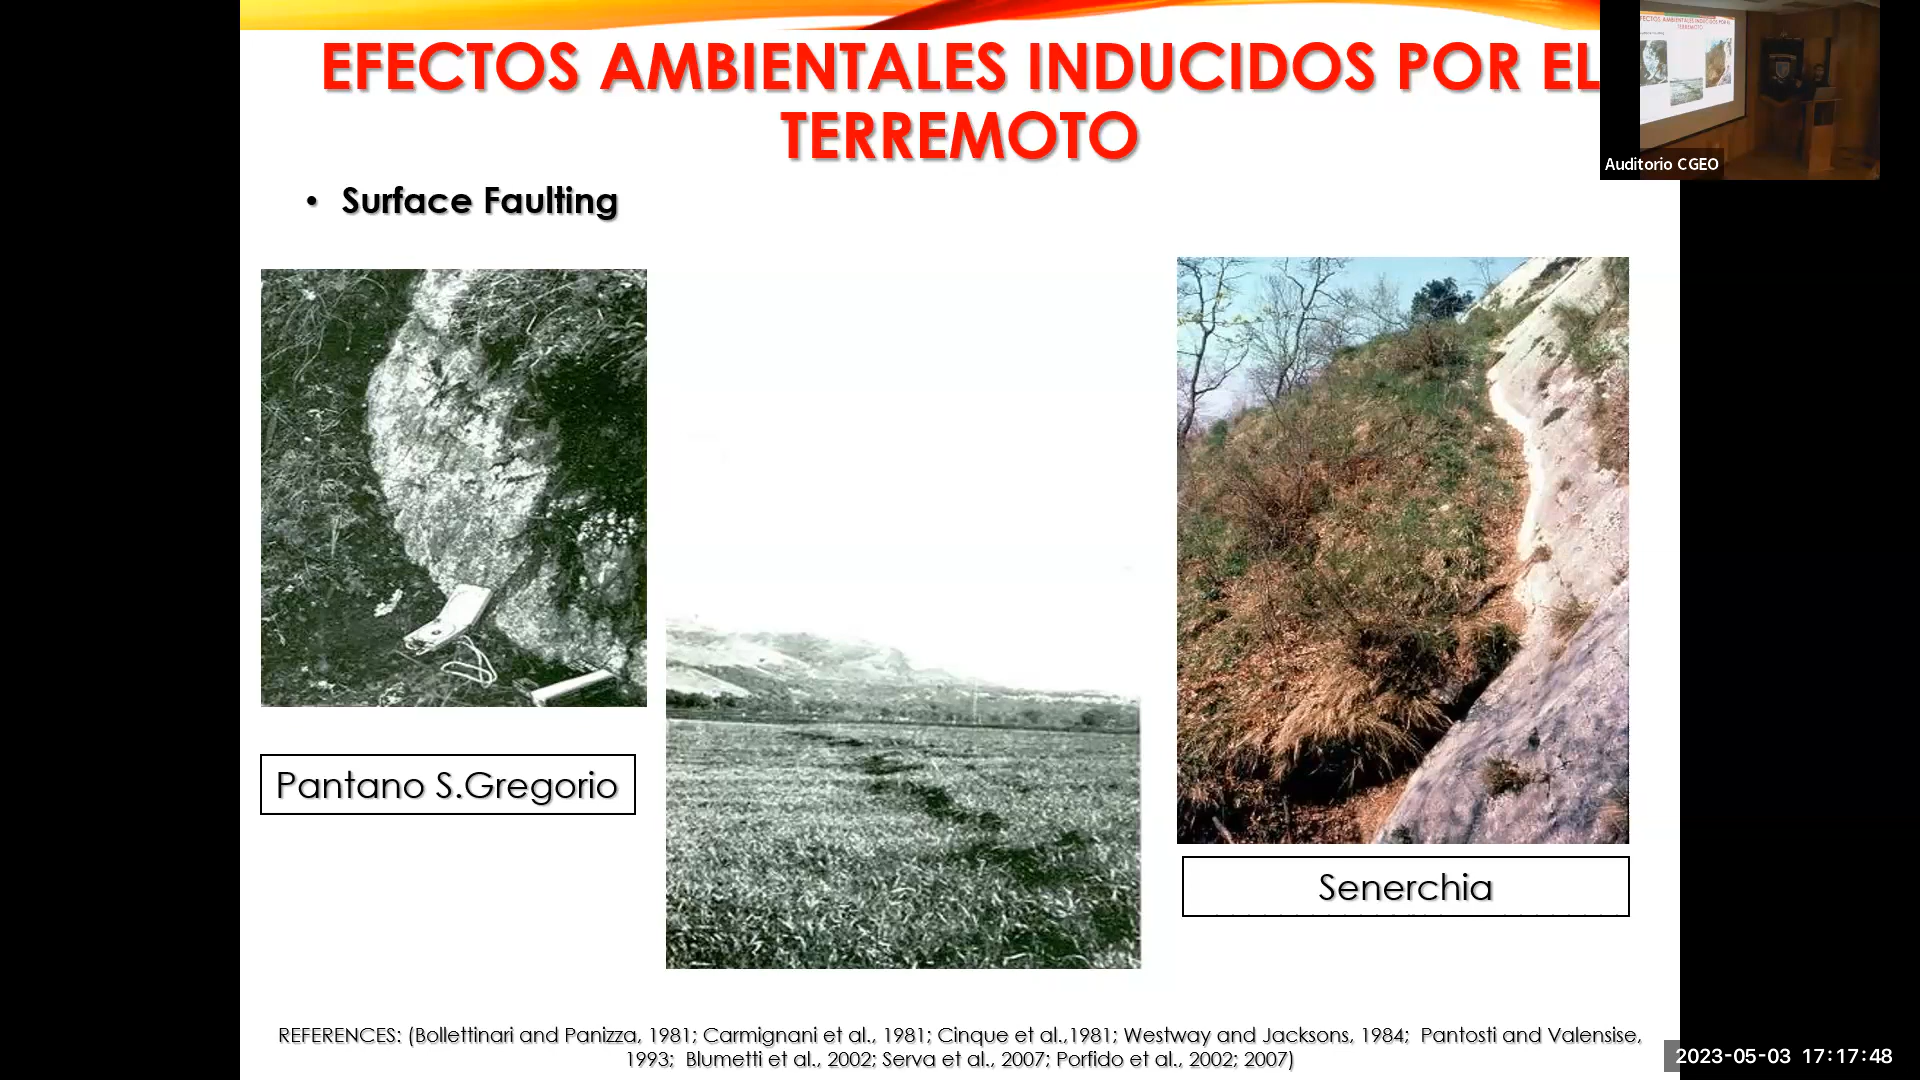 EFECTOS AMBIENTALES INDUCIDOS POR EL
TERREMOTO
Auditorio CGEO
• Surface Faulting
Pantano S.Gregorio
Senerchia
REFERENCES: (Bollettinari and Panizza, 1981; Carmignani et al., 1981; Cinque et al.,1981; Westway and Jacksons, 1984; Pantosti and Valensise,
1993; Blumetti et al., 2002; Serva et al., 2007; Porfido et al., 2002; 2007)
2023-05-03 17:17:48